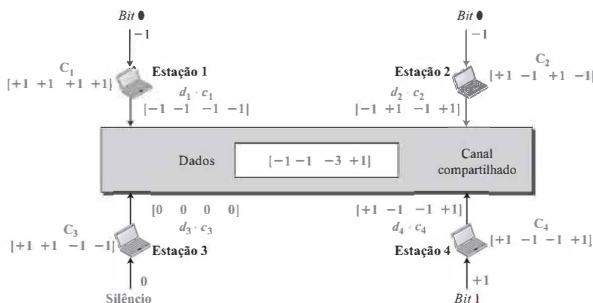 Bit 0 Bit 0
−1 −1
C1 C2
[+1 +1 +1 +1] Estação 1 Estação 2 [+1 −1 +1 −1]
d1 · c1 d2 · c2
[−1 −1 −1 −1] [−1 +1 −1 +1]
Dados [−1 −1 −3 +1] Canal
compartilhado
[0 0 0 0] [+1 −1 −1 +1]
C3 d3 · c3 d4 · c4 C4
[+1 +1 −1 −1] Estação 3 Estação 4 [+1 −1 −1 +1]
0 +1
Silêncio Bit 1